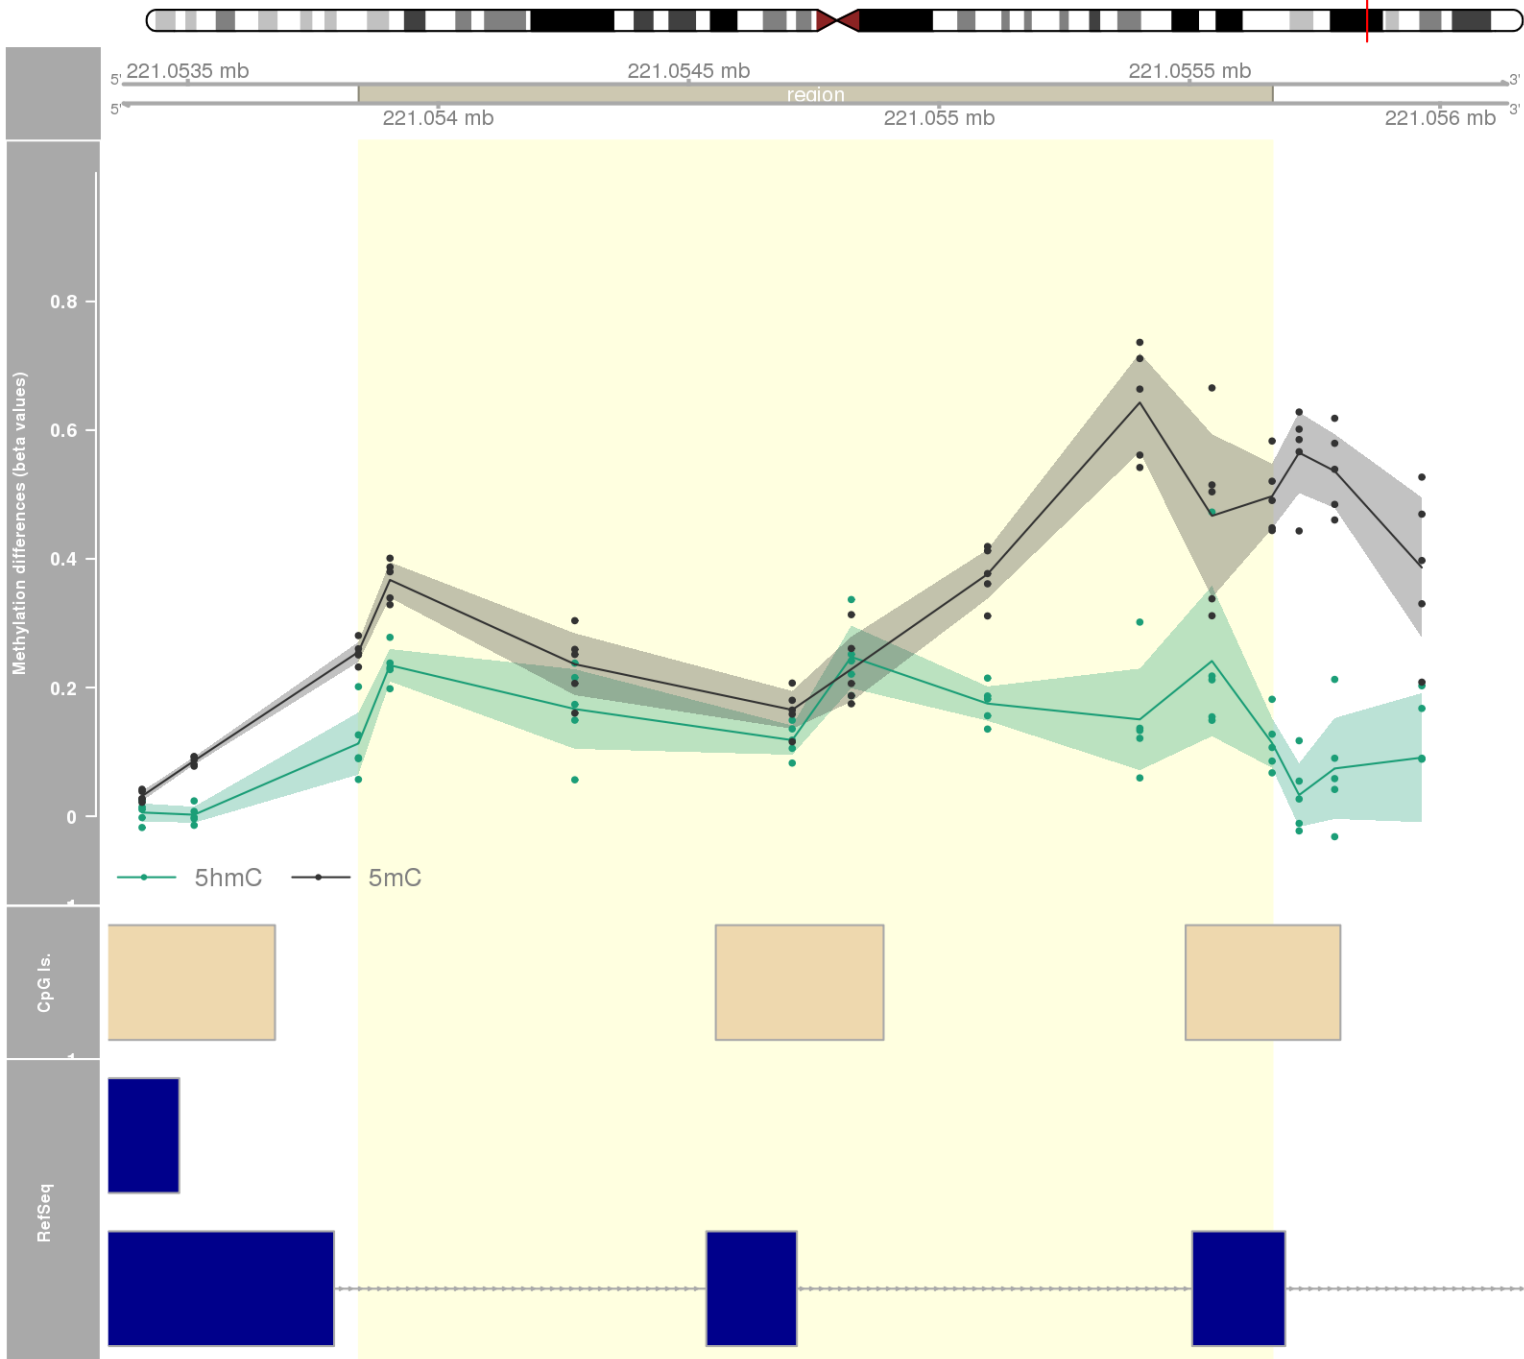 221.0535 mb 221.0545 mb 221.0555 mb
5' 3'
region
5' 3'
221.054 mb 221.055 mb 221.056 mb
Methylation differences (beta values)
0.8
0.6
0.4
0.2
0
5hmC 5mC
CpG Is.
RefSeq